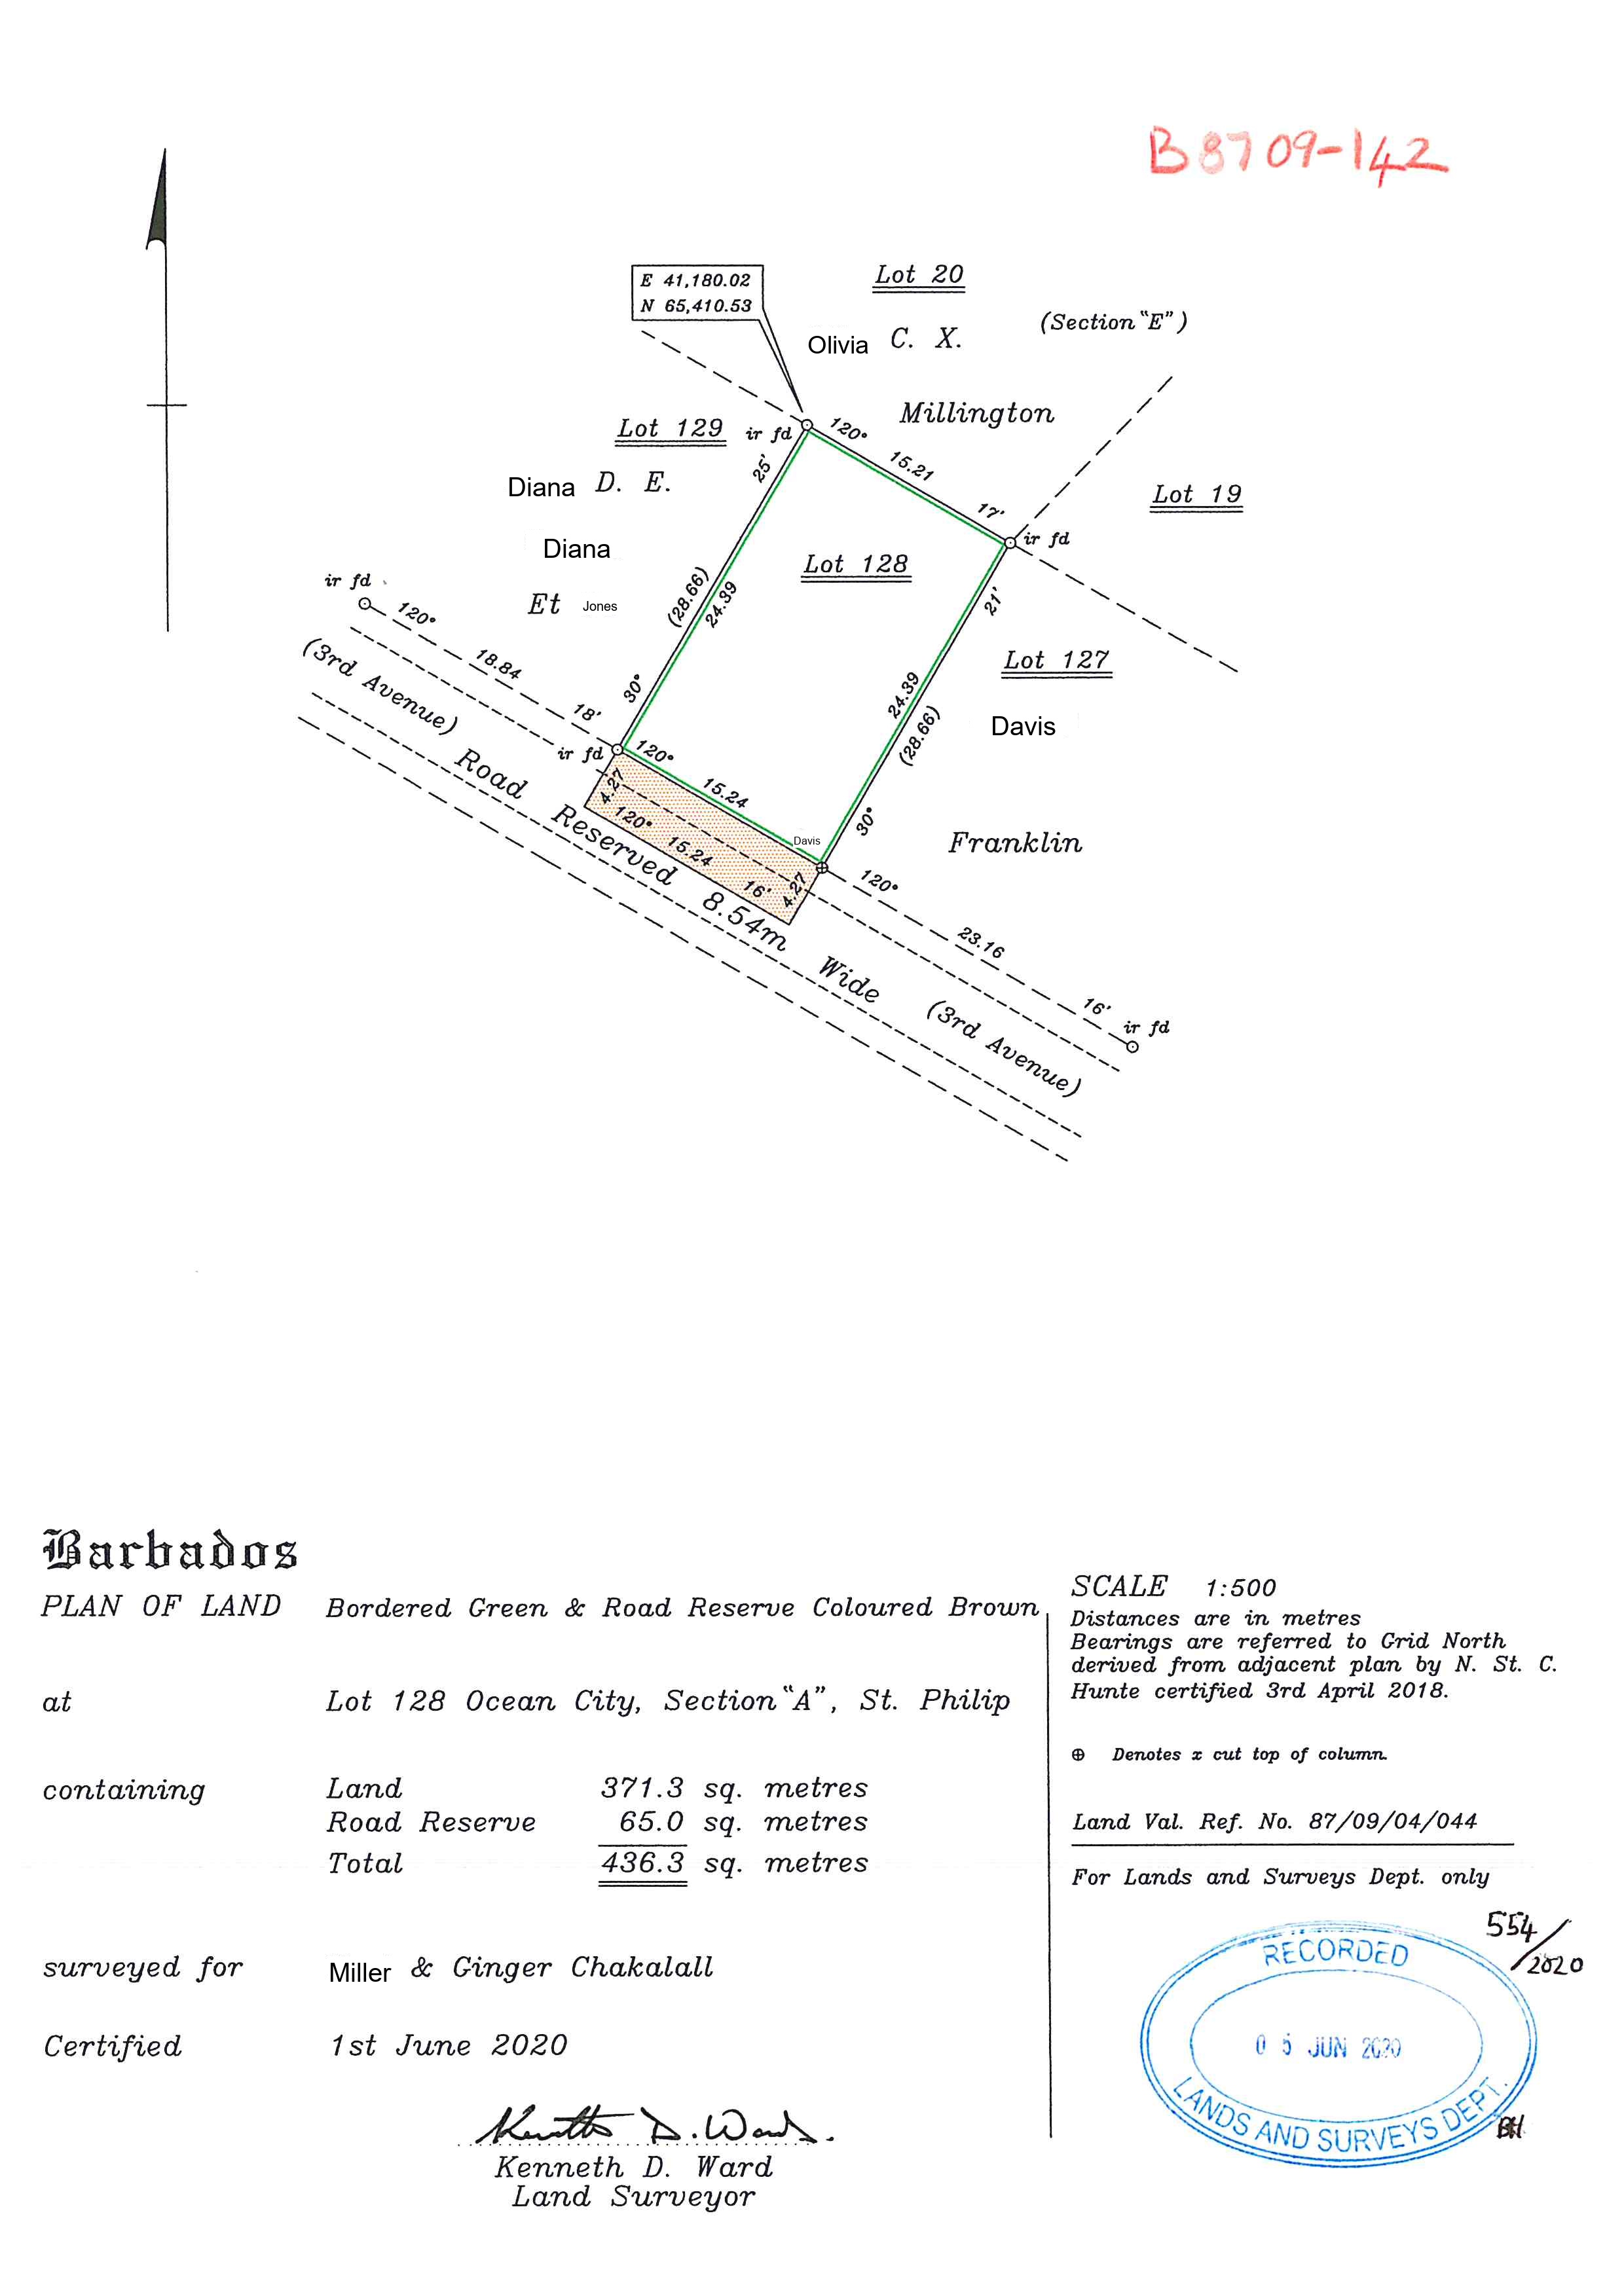 B8709-142
E 41,180.02
N 65,410.53
Lot 20
Olivia C. X.
(Section "E")
Millington
Lot 129
ir fd
120°
15.21
17'
25'
Lot 19
Diana D. E.
Diana
Et Jones
ir fd
Lot 128
ir fd
120°
18.84
18'
(28.66)
24.39
30°
21'
24.39
(28.66)
30°
Lot 127
Davis
Franklin
(3rd Avenue)
ir fd
120°
15.24
Davis
4.27
120°
15.24
16'
4.27
Road Reserved 8.54m Wide (3rd Avenue)
120°
23.16
16'
ir fd
Barbados
PLAN OF LAND Bordered Green & Road Reserve Coloured Brown
at Lot 128 Ocean City, Section "A", St. Philip
containing Land 371.3 sq. metres
Road Reserve 65.0 sq. metres
Total 436.3 sq. metres
surveyed for Miller & Ginger Chakalall
Certified 1st June 2020
Kenneth D. Ward.
Kenneth D. Ward
Land Surveyor
SCALE 1:500
Distances are in metres
Bearings are referred to Grid North
derived from adjacent plan by N. St. C.
Hunte certified 3rd April 2018.
⊕ Denotes x cut top of column.
Land Val. Ref. No. 87/09/04/044
For Lands and Surveys Dept. only
554/2020
RECORDED
05 JUN 2020
LANDS AND SURVEYS DEPT.
BH